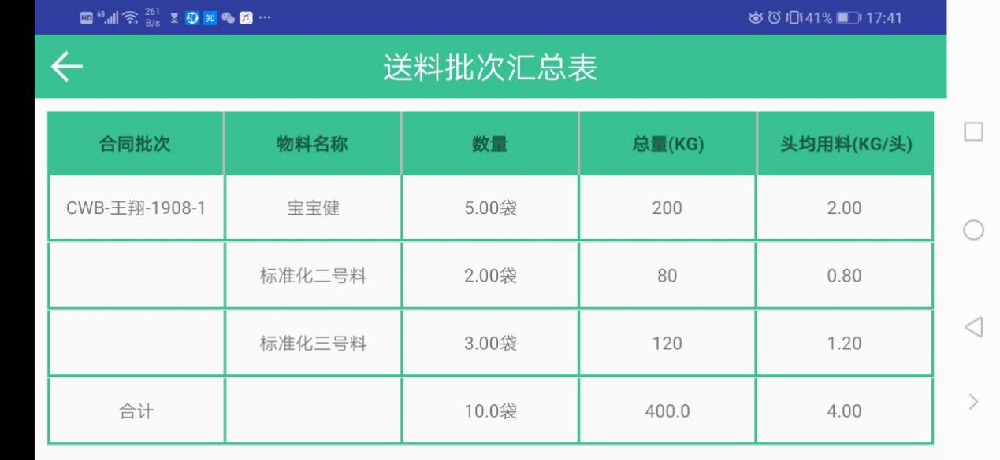 HD 4G 261 B/s 知 ... 41% 17:41
送料批次汇总表
合同批次 物料名称 数量 总量(KG) 头均用料(KG/头)
CWB-王翔-1908-1 宝宝健 5.00袋 200 2.00
标准化二号料 2.00袋 80 0.80
标准化三号料 3.00袋 120 1.20
合计 10.0袋 400.0 4.00